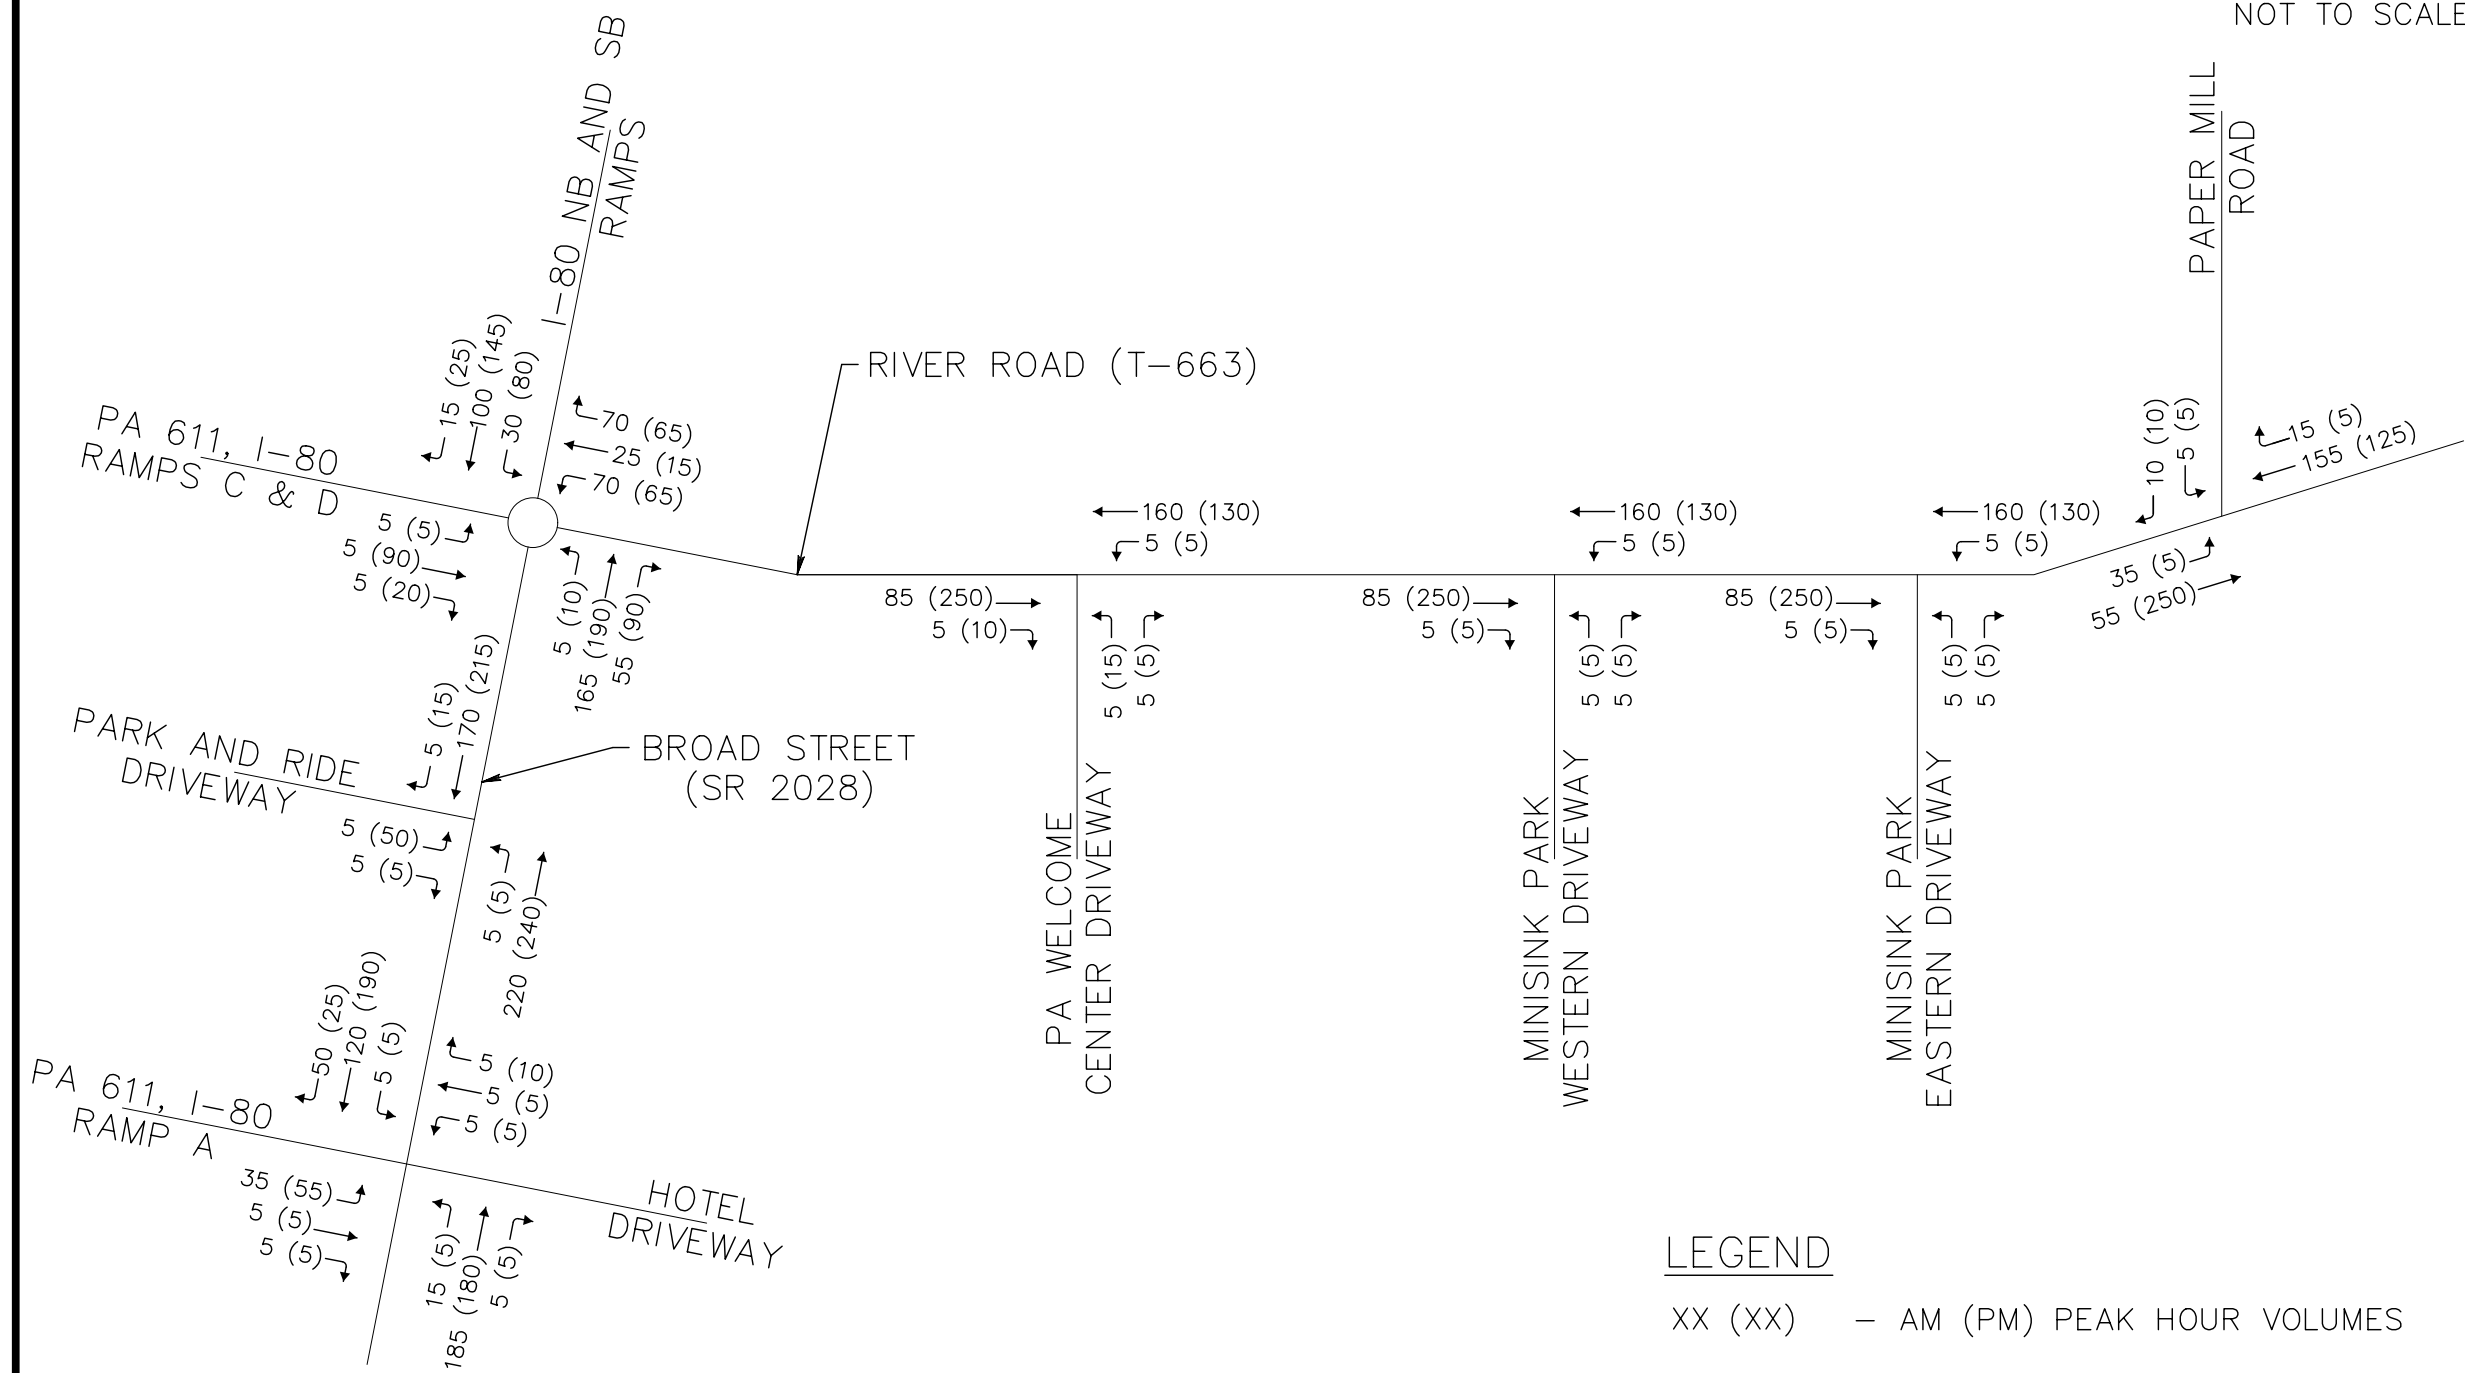 NOT TO SCALE
I-80 NB AND SB
RAMPS
PAPER MILL
ROAD
RIVER ROAD (T-663)
PA 611, I-80
RAMPS C & D
15 (25)
100 (145)
30 (80)
70 (65)
25 (15)
70 (65)
5 (5)
5 (90)
5 (20)
5 (10)
165 (190)
55 (90)
160 (130)
5 (5)
85 (250)
5 (10)
5 (15)
5 (5)
160 (130)
5 (5)
85 (250)
5 (5)
5 (5)
5 (5)
160 (130)
5 (5)
85 (250)
5 (5)
5 (5)
5 (5)
10 (10)
5 (5)
15 (5)
155 (125)
35 (5)
55 (250)
PARK AND RIDE
DRIVEWAY
5 (15)
170 (215)
BROAD STREET
(SR 2028)
5 (50)
5 (5)
5 (5)
220 (240)
PA WELCOME
CENTER DRIVEWAY
MINISINK PARK
WESTERN DRIVEWAY
MINISINK PARK
EASTERN DRIVEWAY
PA 611, I-80
RAMP A
50 (25)
120 (190)
5 (5)
5 (10)
5 (5)
5 (5)
35 (55)
5 (5)
5 (5)
15 (5)
185 (180)
5 (5)
HOTEL
DRIVEWAY
LEGEND
XX (XX) - AM (PM) PEAK HOUR VOLUMES